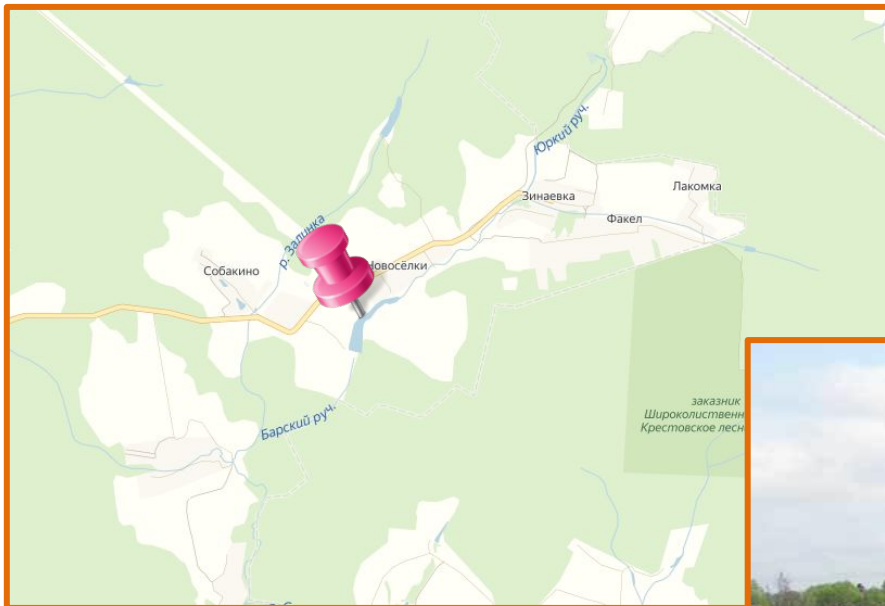 Юркий руч.
Лакомка
Зинаевка
Факел
р. Залинка
Новосёлки
Собакино
заказник
Широколиственн
Крестовское лесн
Барский руч.